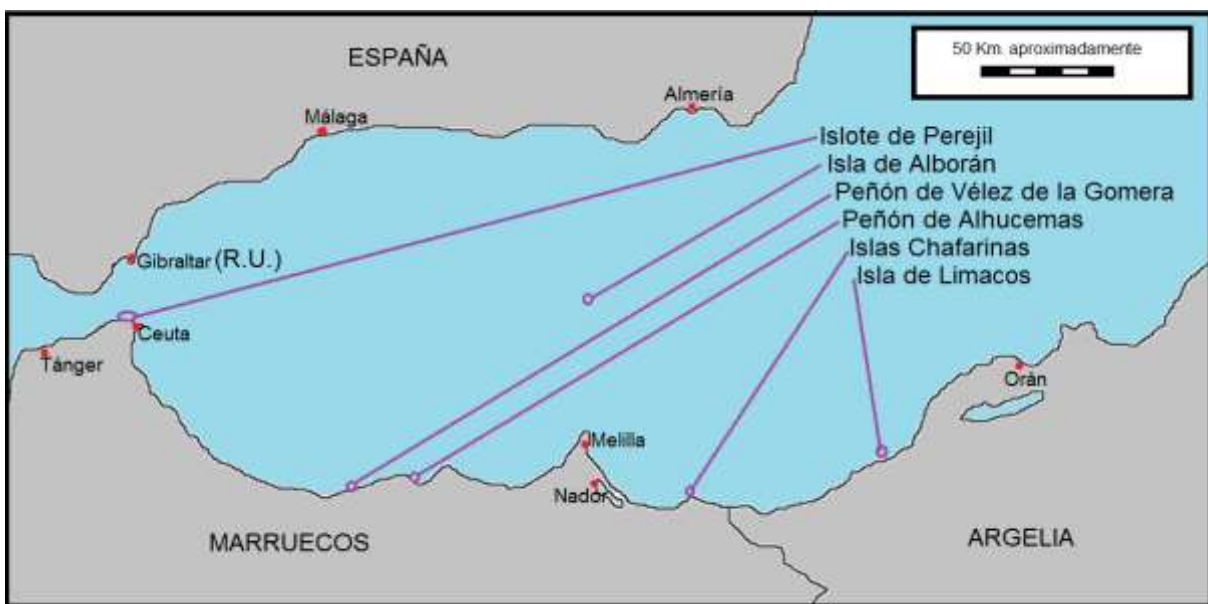 ESPAÑA
50 Km. aproximadamente
Almería
Málaga
Islote de Perejil
Isla de Alborán
Peñón de Vélez de la Gomera
Peñón de Alhucemas
Islas Chafarinas
Isla de Limacos
Gibraltar (R.U.)
Ceuta
Tánger
Orán
Melilla
Nador
MARRUECOS
ARGELIA